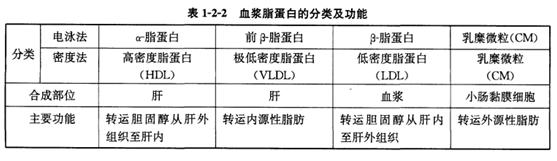 表 1-2-2 血浆脂蛋白的分类及功能
分类 电泳法 α-脂蛋白 前β-脂蛋白 β-脂蛋白 乳糜微粒(CM)
密度法 高密度脂蛋白(HDL) 极低密度脂蛋白(VLDL) 低密度脂蛋白(LDL) 乳糜微粒(CM)
合成部位 肝 肝 血浆 小肠黏膜细胞
主要功能 转运胆固醇从肝外组织至肝内 转运内源性脂肪 转运胆固醇从肝内至肝外组织 转运外源性脂肪